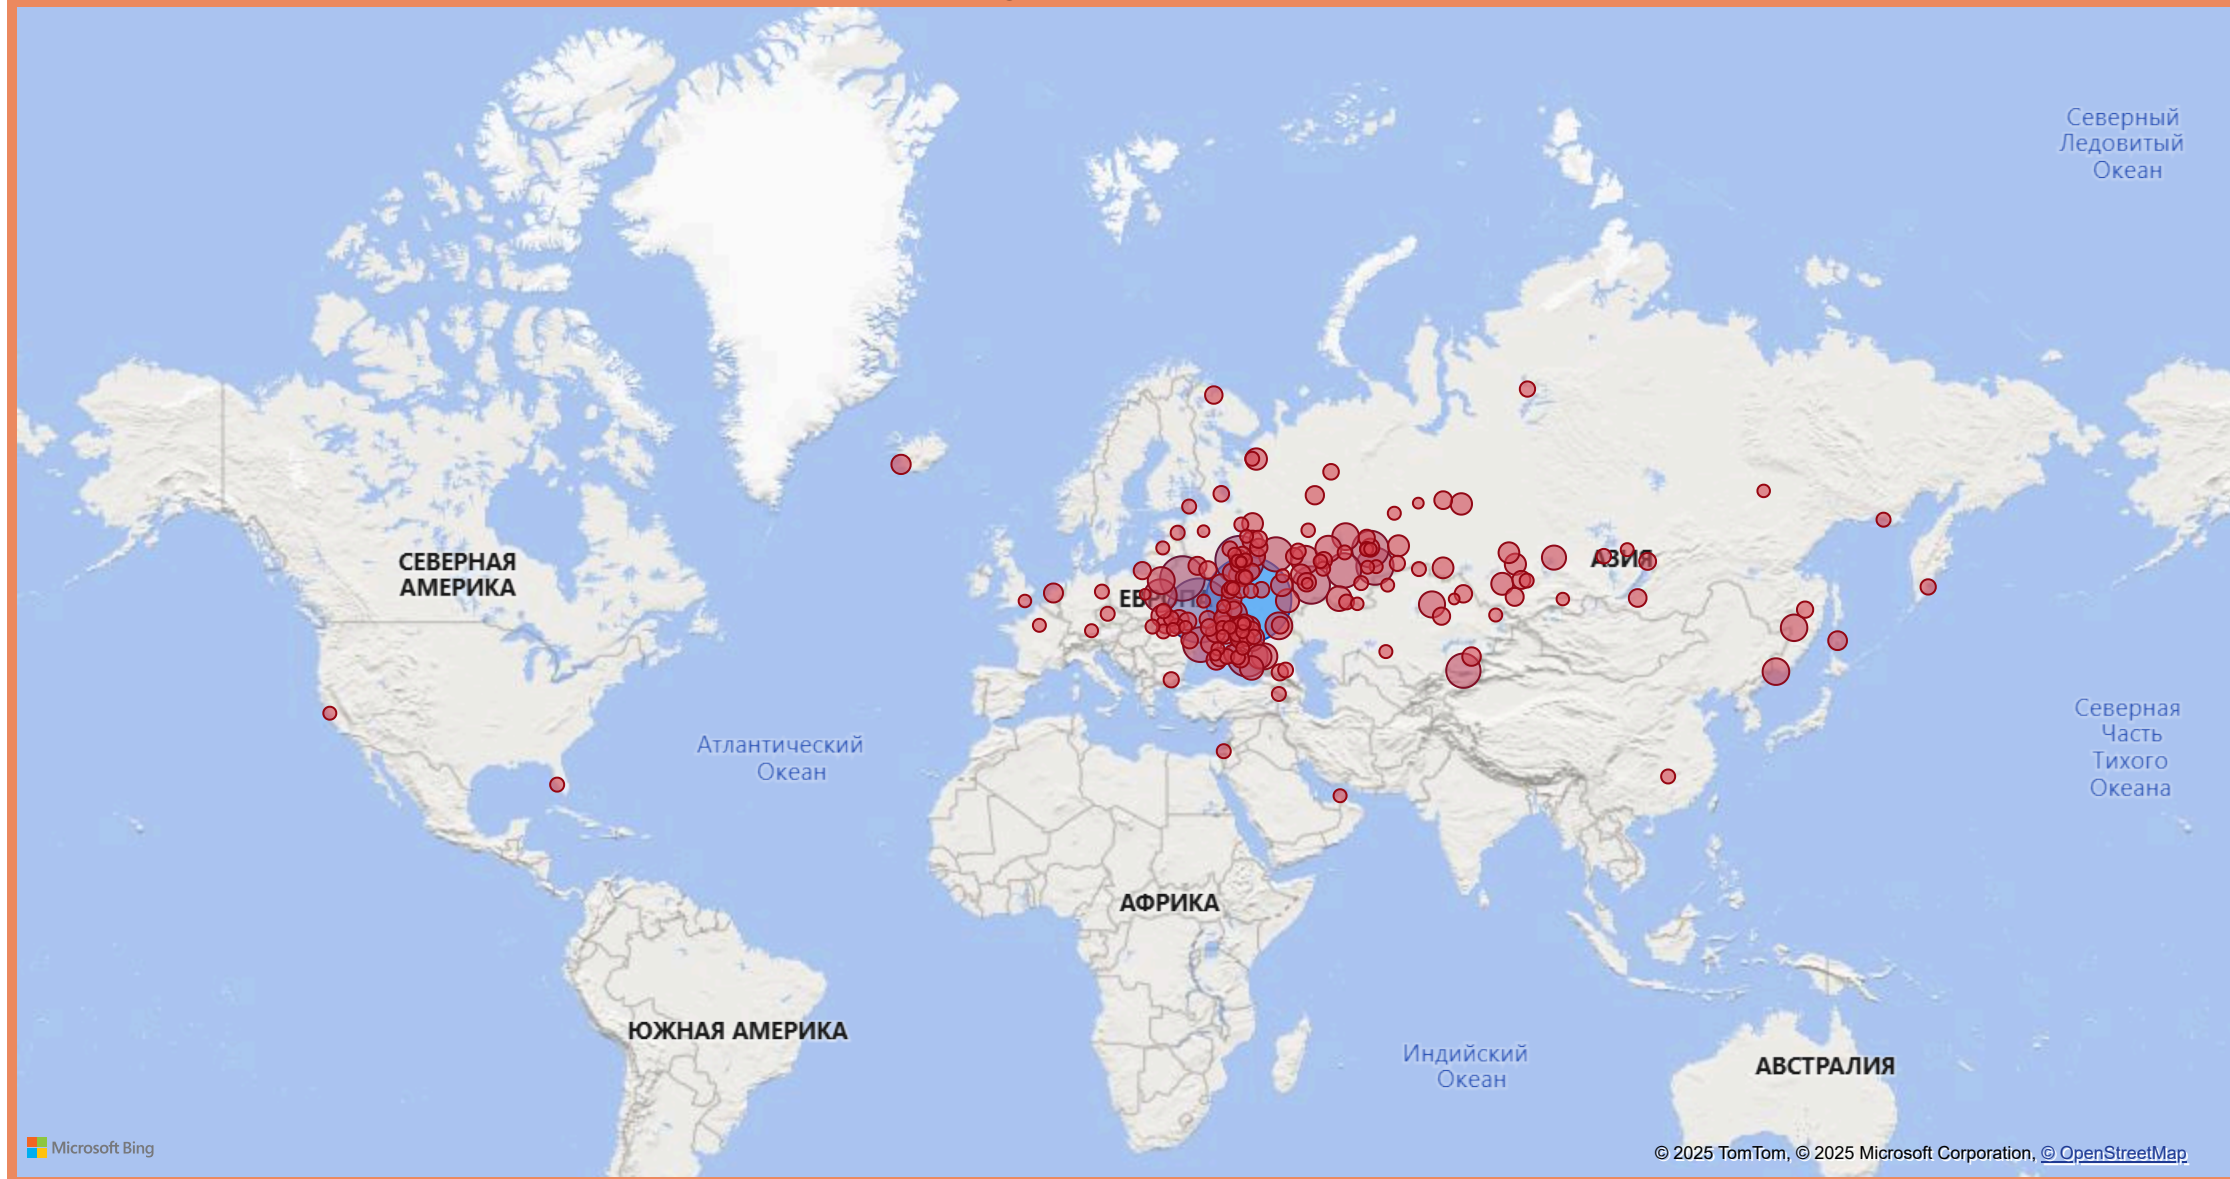 Северный
Ледовитый
Океан
СЕВЕРНАЯ
АМЕРИКА
АЗИЯ
ЕВРОПА
Атлантический
Океан
Северная
Часть
Тихого
Океана
АФРИКА
ЮЖНАЯ АМЕРИКА
Индийский
Океан
АВСТРАЛИЯ
Microsoft Bing
© 2025 TomTom, © 2025 Microsoft Corporation, © OpenStreetMap